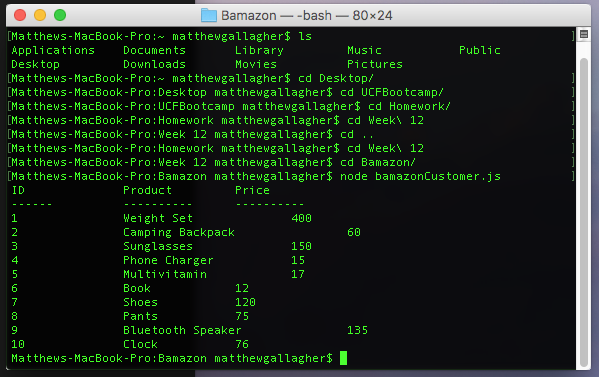 Bamazon — -bash — 80×24
[Matthews-MacBook-Pro:~ matthewgallagher$ ls ]
Applications Documents Library Music Public
Desktop Downloads Movies Pictures
[Matthews-MacBook-Pro:~ matthewgallagher$ cd Desktop/ ]
[Matthews-MacBook-Pro:Desktop matthewgallagher$ cd UCFBootcamp/ ]
[Matthews-MacBook-Pro:UCFBootcamp matthewgallagher$ cd Homework/ ]
[Matthews-MacBook-Pro:Homework matthewgallagher$ cd Week\ 12 ]
[Matthews-MacBook-Pro:Week 12 matthewgallagher$ cd .. ]
[Matthews-MacBook-Pro:Homework matthewgallagher$ cd Week\ 12 ]
[Matthews-MacBook-Pro:Week 12 matthewgallagher$ cd Bamazon/ ]
[Matthews-MacBook-Pro:Bamazon matthewgallagher$ node bamazonCustomer.js ]
ID Product Price
------ ---------- ----------
1 Weight Set 400
2 Camping Backpack 60
3 Sunglasses 150
4 Phone Charger 15
5 Multivitamin 17
6 Book 12
7 Shoes 120
8 Pants 75
9 Bluetooth Speaker 135
10 Clock 76
Matthews-MacBook-Pro:Bamazon matthewgallagher$